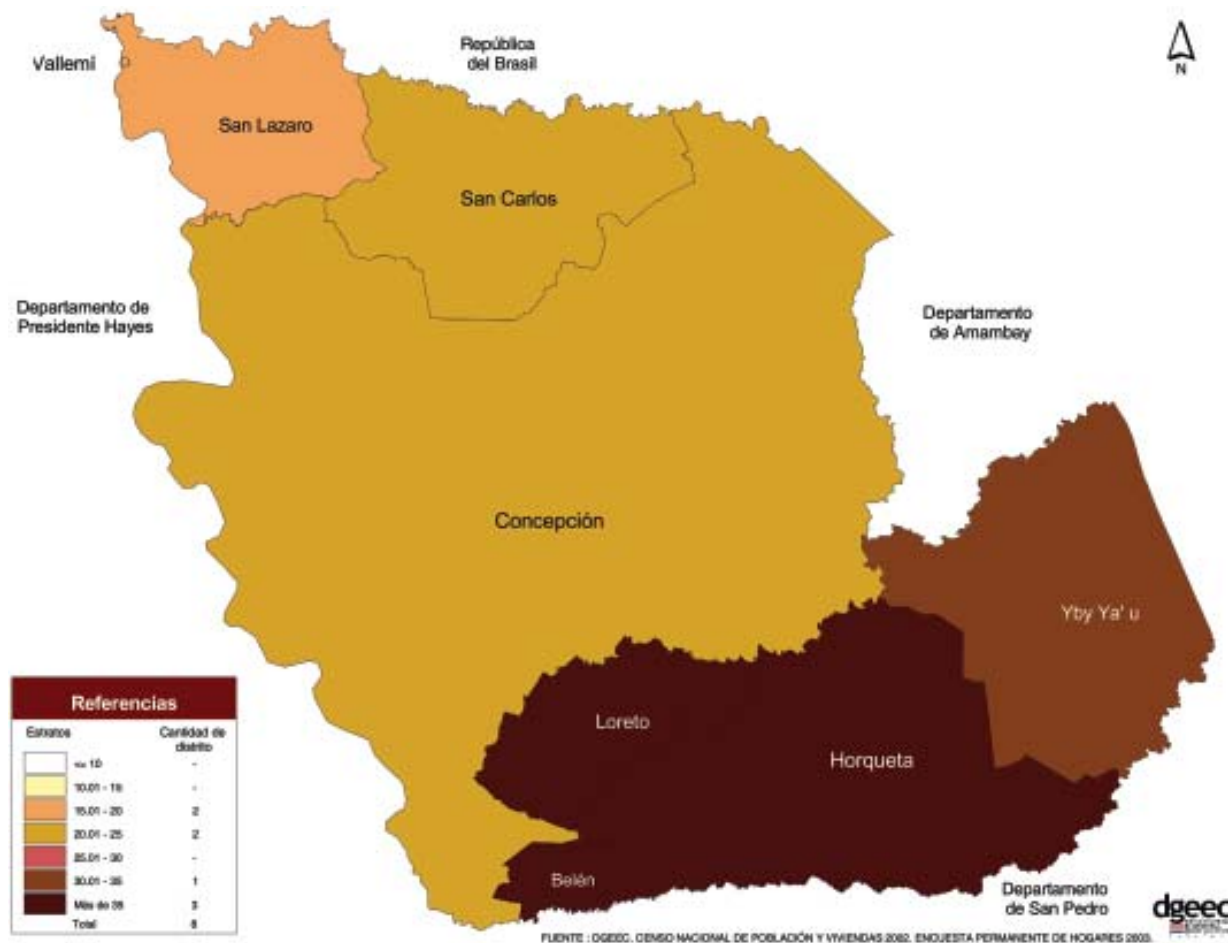 República
del Brasil
N
Vallemí
San Lazaro
San Carlos
Departamento de
Presidente Hayes
Departamento
de Amambay
Concepción
Yby Ya' u
Loreto
Horqueta
Belén
Departamento
de San Pedro
Referencias
Estratos Cantidad de
distrito
<= 10 -
10.01 - 15 -
15.01 - 20 2
20.01 - 25 2
25.01 - 30 -
30.01 - 35 1
Más de 35 3
Total 8
dgeec
FUENTE : DGEEC. CENSO NACIONAL DE POBLACIÓN Y VIVIENDAS 2002. ENCUESTA PERMANENTE DE HOGARES 2003.